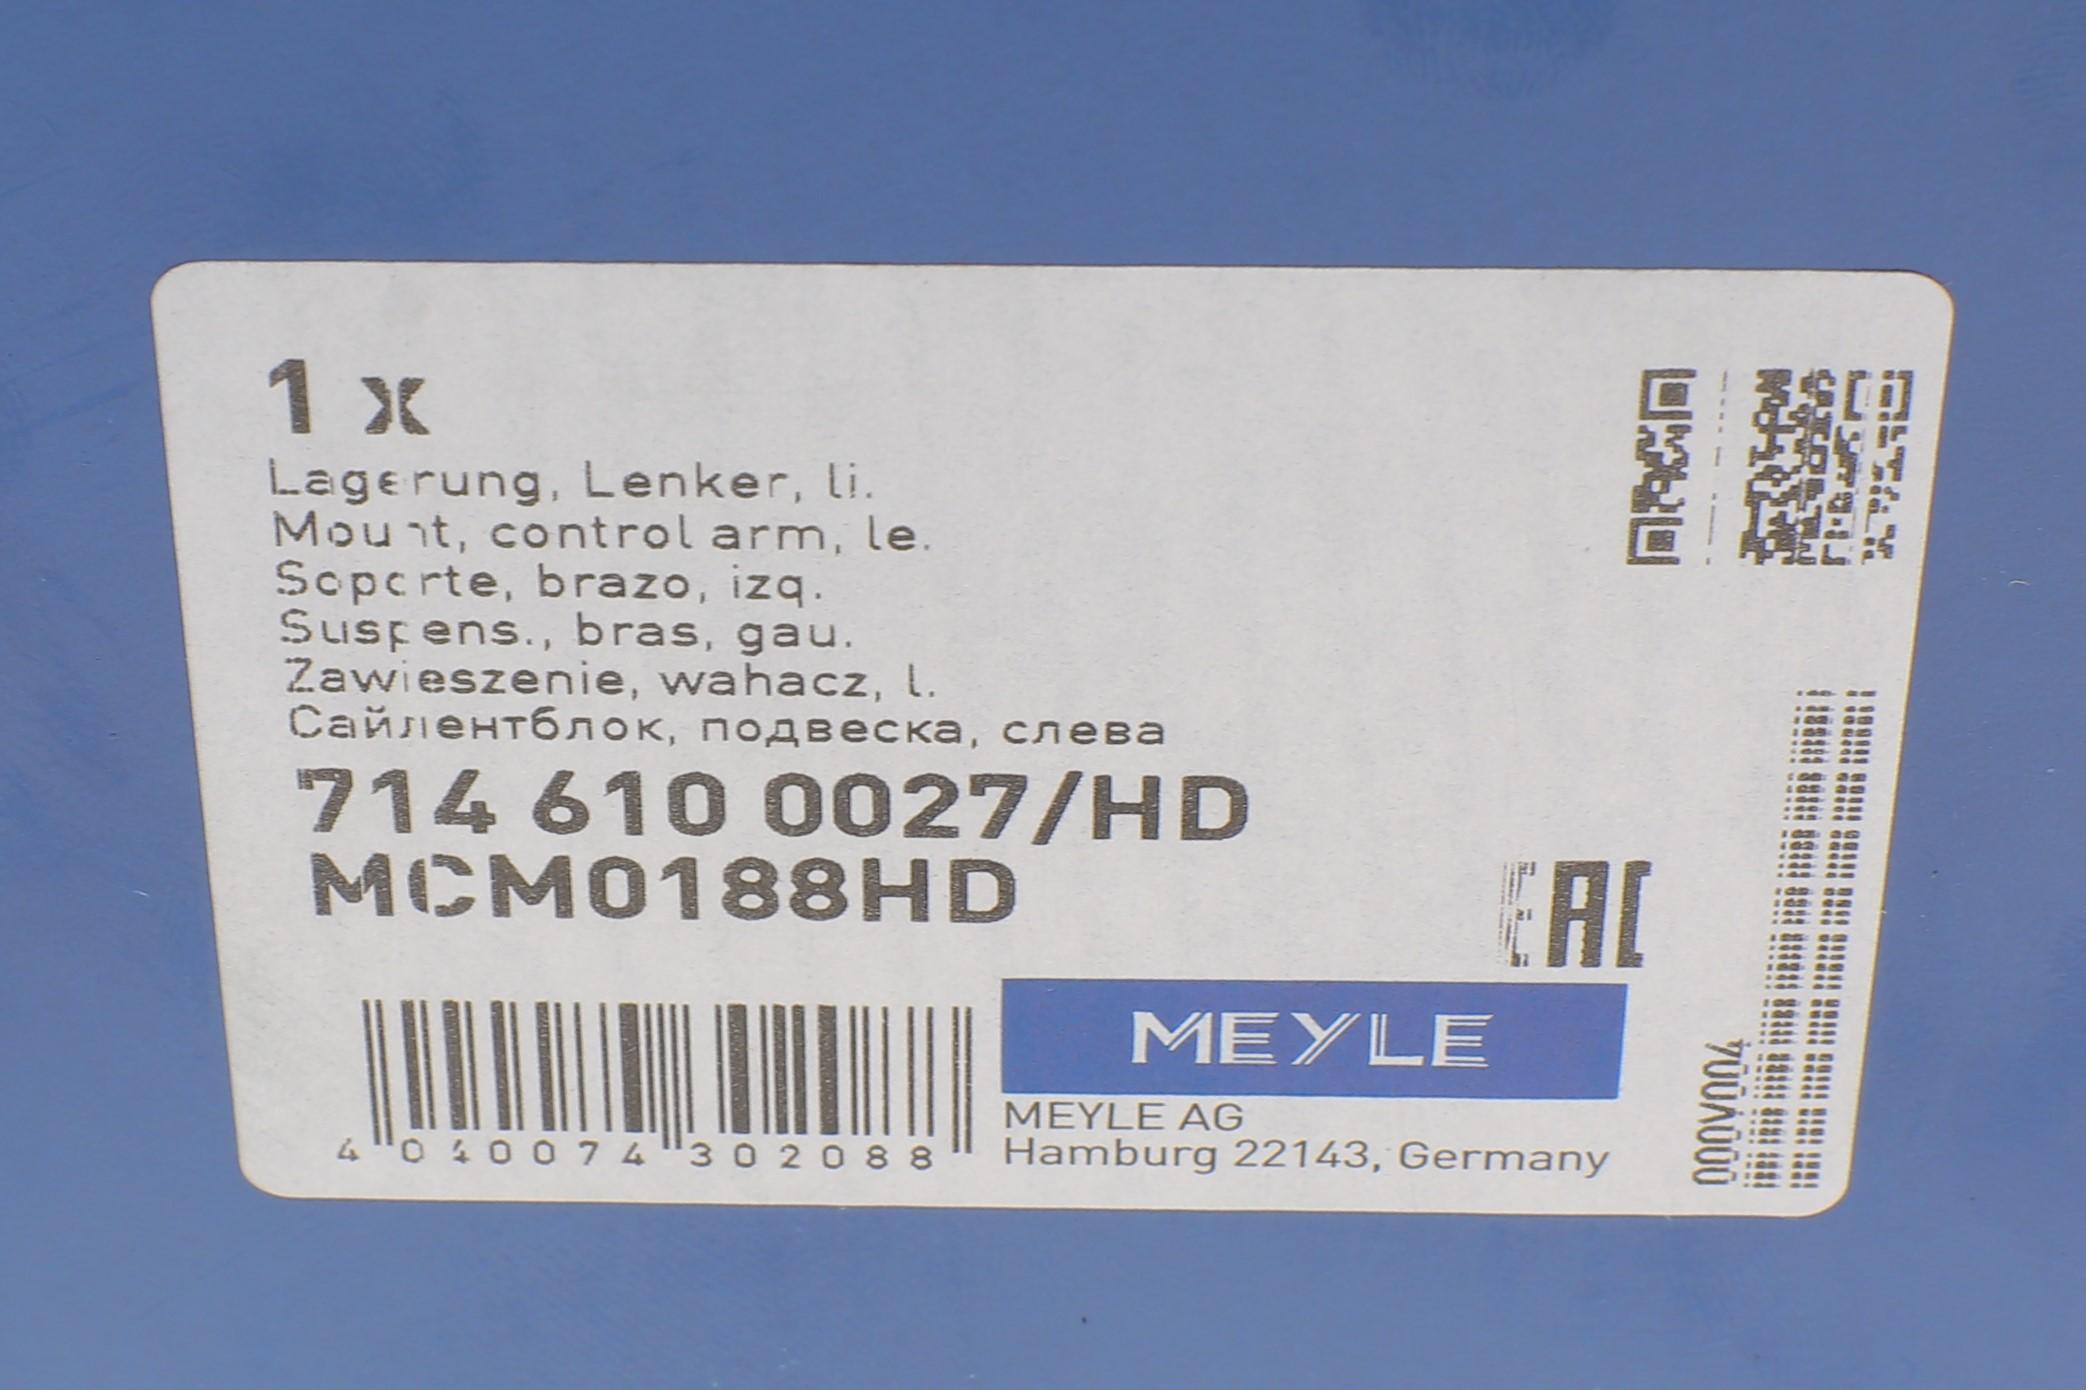 1 x
Lagerung, Lenker, li.
Mount, control arm, le.
Soporte, brazo, izq.
Suspens., bras, gau.
Zawieszenie, wahacz, l.
Сайлентблок, подвеска, слева
714 610 0027/HD
MCM0188HD
EAC
MEYLE
MEYLE AG
Hamburg 22143, Germany
4 040074 302088